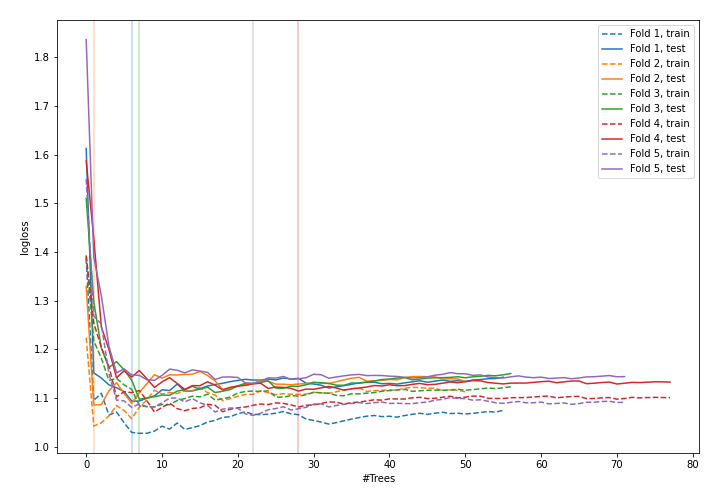 1.8
1.7
1.6
1.5
1.4
1.3
1.2
1.1
1.0
logloss
0
10
20
30
40
50
60
70
80
#Trees
Fold 1, train
Fold 1, test
Fold 2, train
Fold 2, test
Fold 3, train
Fold 3, test
Fold 4, train
Fold 4, test
Fold 5, train
Fold 5, test